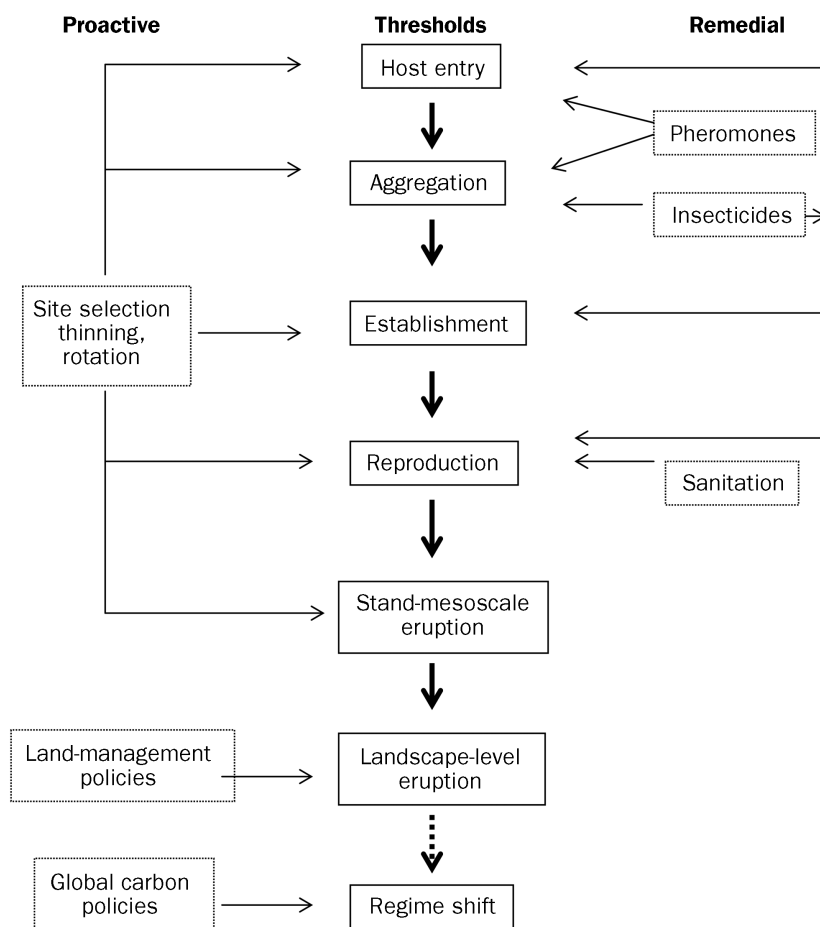 Proactive
Thresholds
Remedial
Host entry
Pheromones
Aggregation
Insecticides
Site selection
thinning,
rotation
Establishment
Reproduction
Sanitation
Stand-mesoscale
eruption
Land-management
policies
Landscape-level
eruption
Global carbon
policies
Regime shift